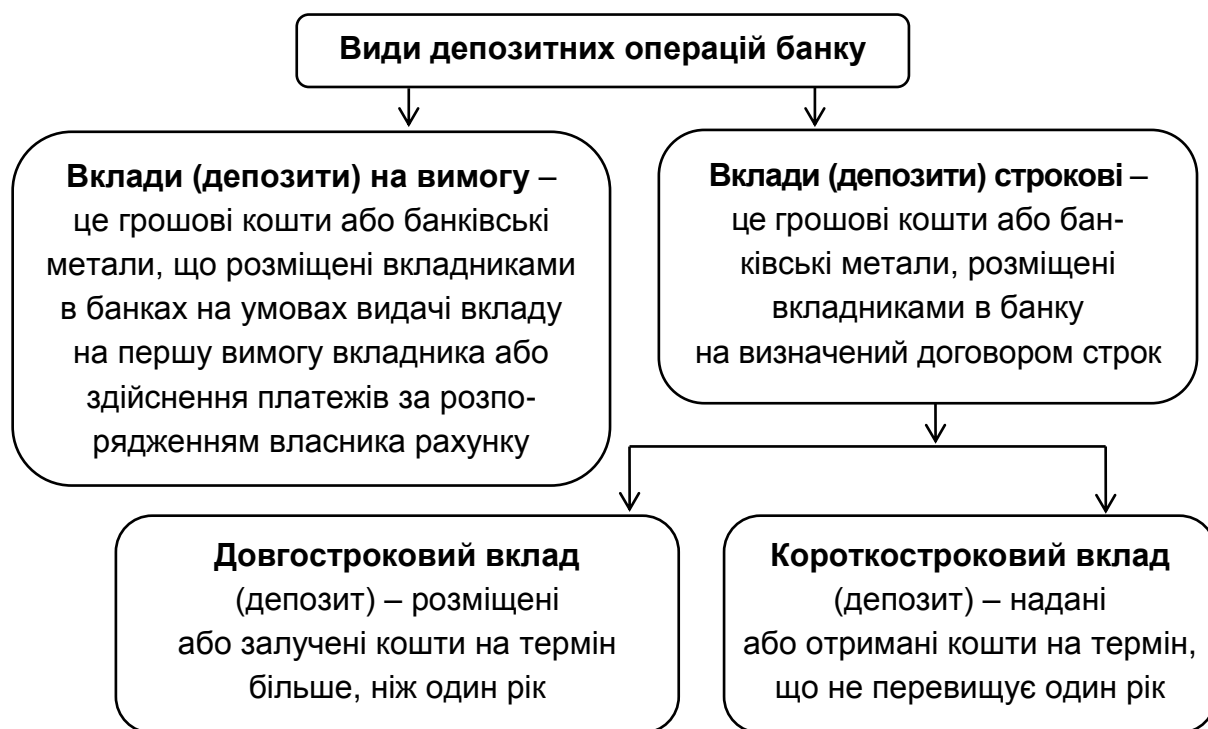 Види депозитних операцій банку
Вклади (депозити) на вимогу –
це грошові кошти або банківські
метали, що розміщені вкладниками
в банках на умовах видачі вкладу
на першу вимогу вкладника або
здійснення платежів за розпо-
рядженням власника рахунку
Вклади (депозити) строкові –
це грошові кошти або бан-
ківські метали, розміщені
вкладниками в банку
на визначений договором строк
Довгостроковий вклад
(депозит) – розміщені
або залучені кошти на термін
більше, ніж один рік
Короткостроковий вклад
(депозит) – надані
або отримані кошти на термін,
що не перевищує один рік